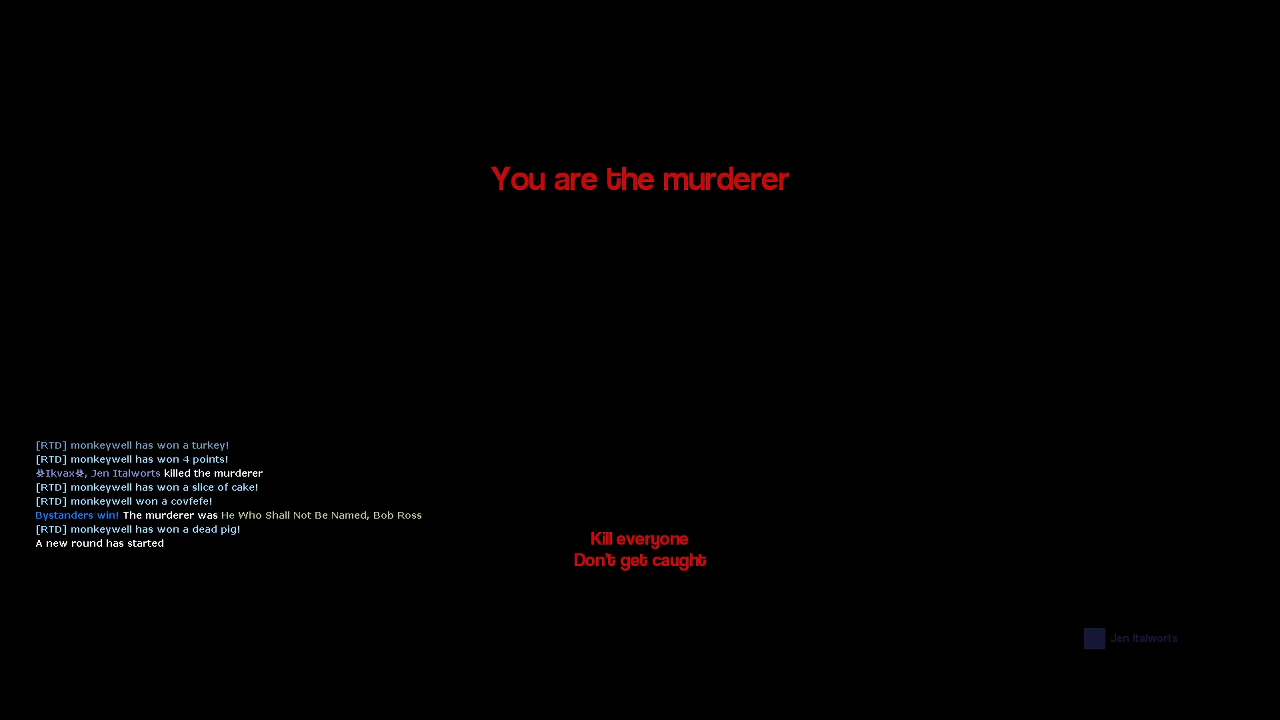 You are the murderer
[RTD] monkeywell has won a turkey!
[RTD] monkeywell has won 4 points!
☣Ikvax☣, Jen Italworts killed the murderer
[RTD] monkeywell has won a slice of cake!
[RTD] monkeywell won a covfefe!
Bystanders win! The murderer was He Who Shall Not Be Named, Bob Ross
[RTD] monkeywell has won a dead pig!
A new round has started
Kill everyone
Don't get caught
Jen Italworts